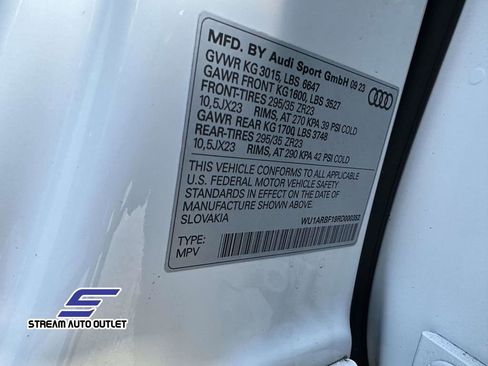 MFD. BY Audi Sport GmbH 09 23
GVWR KG 3015, LBS 6647
GAWR FRONT KG 1600, LBS 3527
FRONT-TIRES 295/35 ZR23
10,5JX23 RIMS, AT 270 KPA 39 PSI COLD
GAWR REAR KG 1700, LBS 3748
REAR-TIRES 295/35 ZR23
10,5JX23 RIMS, AT 290 KPA 42 PSI COLD
THIS VEHICLE CONFORMS TO ALL APPLICABLE
U.S. FEDERAL MOTOR VEHICLE SAFETY
STANDARDS IN EFFECT ON THE DATE OF
MANUFACTURE SHOWN ABOVE.
SLOVAKIA
WU1ARBF19RD000352
TYPE:
MPV
STREAM AUTO OUTLET